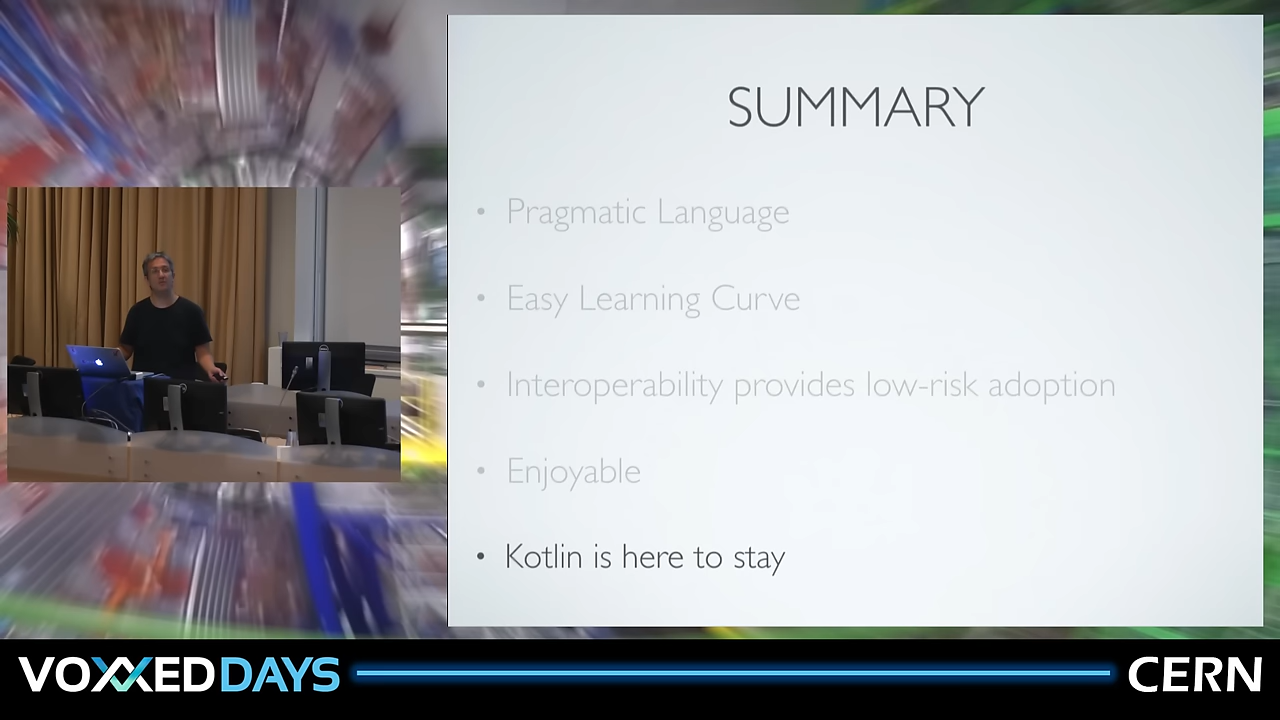 SUMMARY
• Pragmatic Language
• Easy Learning Curve
• Interoperability provides low-risk adoption
• Enjoyable
• Kotlin is here to stay
VOXXEDDAYS
CERN